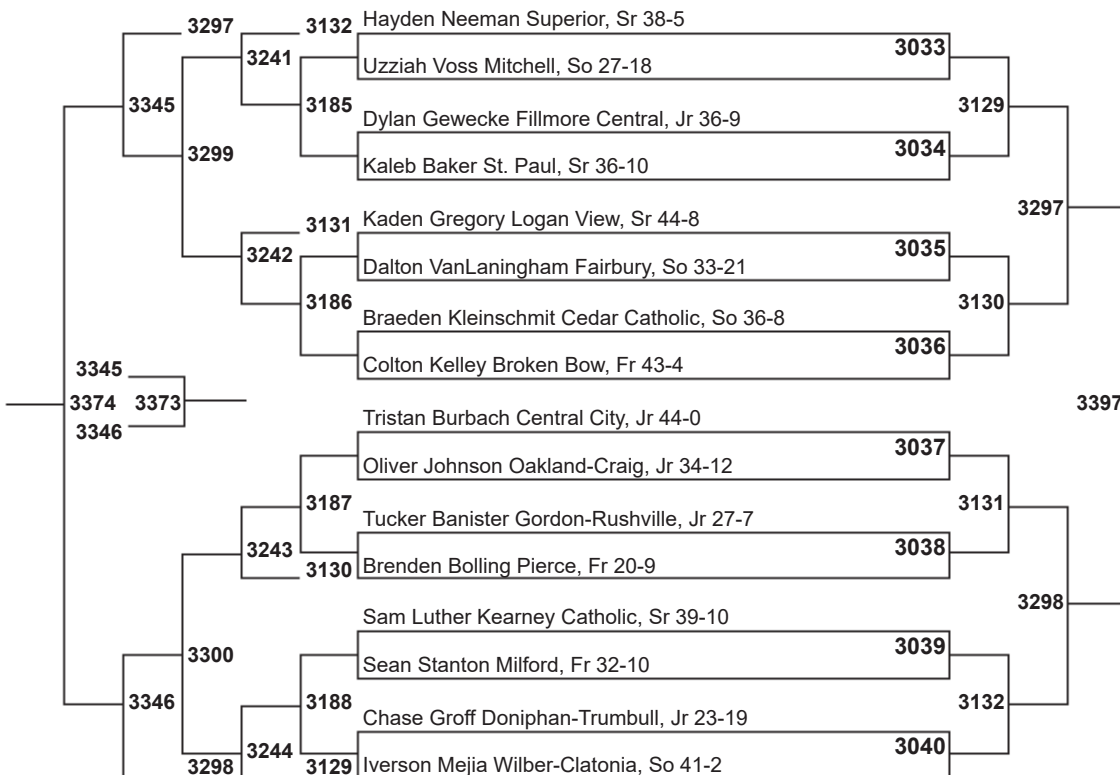 3297 3132 Hayden Neeman Superior, Sr 38-5
3241 3033
Uzziah Voss Mitchell, So 27-18
3345 3185 3129
Dylan Gewecke Fillmore Central, Jr 36-9
3299 3034
Kaleb Baker St. Paul, Sr 36-10
3297
3131 Kaden Gregory Logan View, Sr 44-8
3242 3035
Dalton VanLaningham Fairbury, So 33-21
3186 3130
Braeden Kleinschmit Cedar Catholic, So 36-8
3036
Colton Kelley Broken Bow, Fr 43-4
3345
3374 3373 3397
3346
Tristan Burbach Central City, Jr 44-0
3037
Oliver Johnson Oakland-Craig, Jr 34-12
3187 3131
Tucker Banister Gordon-Rushville, Jr 27-7
3243 3038
3130 Brenden Bolling Pierce, Fr 20-9
3298
Sam Luther Kearney Catholic, Sr 39-10
3300 3039
Sean Stanton Milford, Fr 32-10
3346 3188 3132
Chase Groff Doniphan-Trumbull, Jr 23-19
3244 3040
3298 3129 Iverson Mejia Wilber-Clatonia, So 41-2